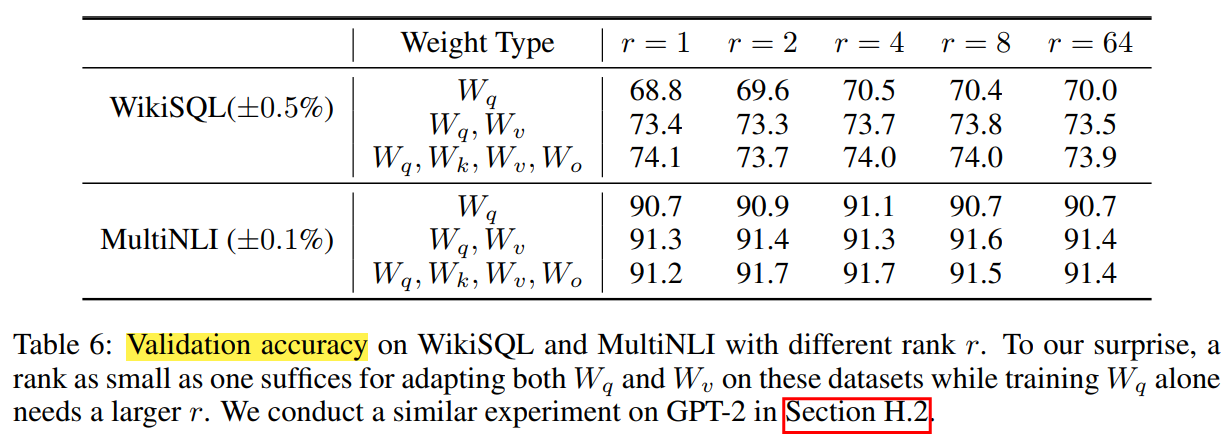 Weight Type r = 1 r = 2 r = 4 r = 8 r = 64
WikiSQL(±0.5%) W_q 68.8 69.6 70.5 70.4 70.0
W_q, W_v 73.4 73.3 73.7 73.8 73.5
W_q, W_k, W_v, W_o 74.1 73.7 74.0 74.0 73.9
MultiNLI (±0.1%) W_q 90.7 90.9 91.1 90.7 90.7
W_q, W_v 91.3 91.4 91.3 91.6 91.4
W_q, W_k, W_v, W_o 91.2 91.7 91.7 91.5 91.4
Table 6: Validation accuracy on WikiSQL and MultiNLI with different rank r. To our surprise, a
rank as small as one suffices for adapting both W_q and W_v on these datasets while training W_q alone
needs a larger r. We conduct a similar experiment on GPT-2 in Section H.2.